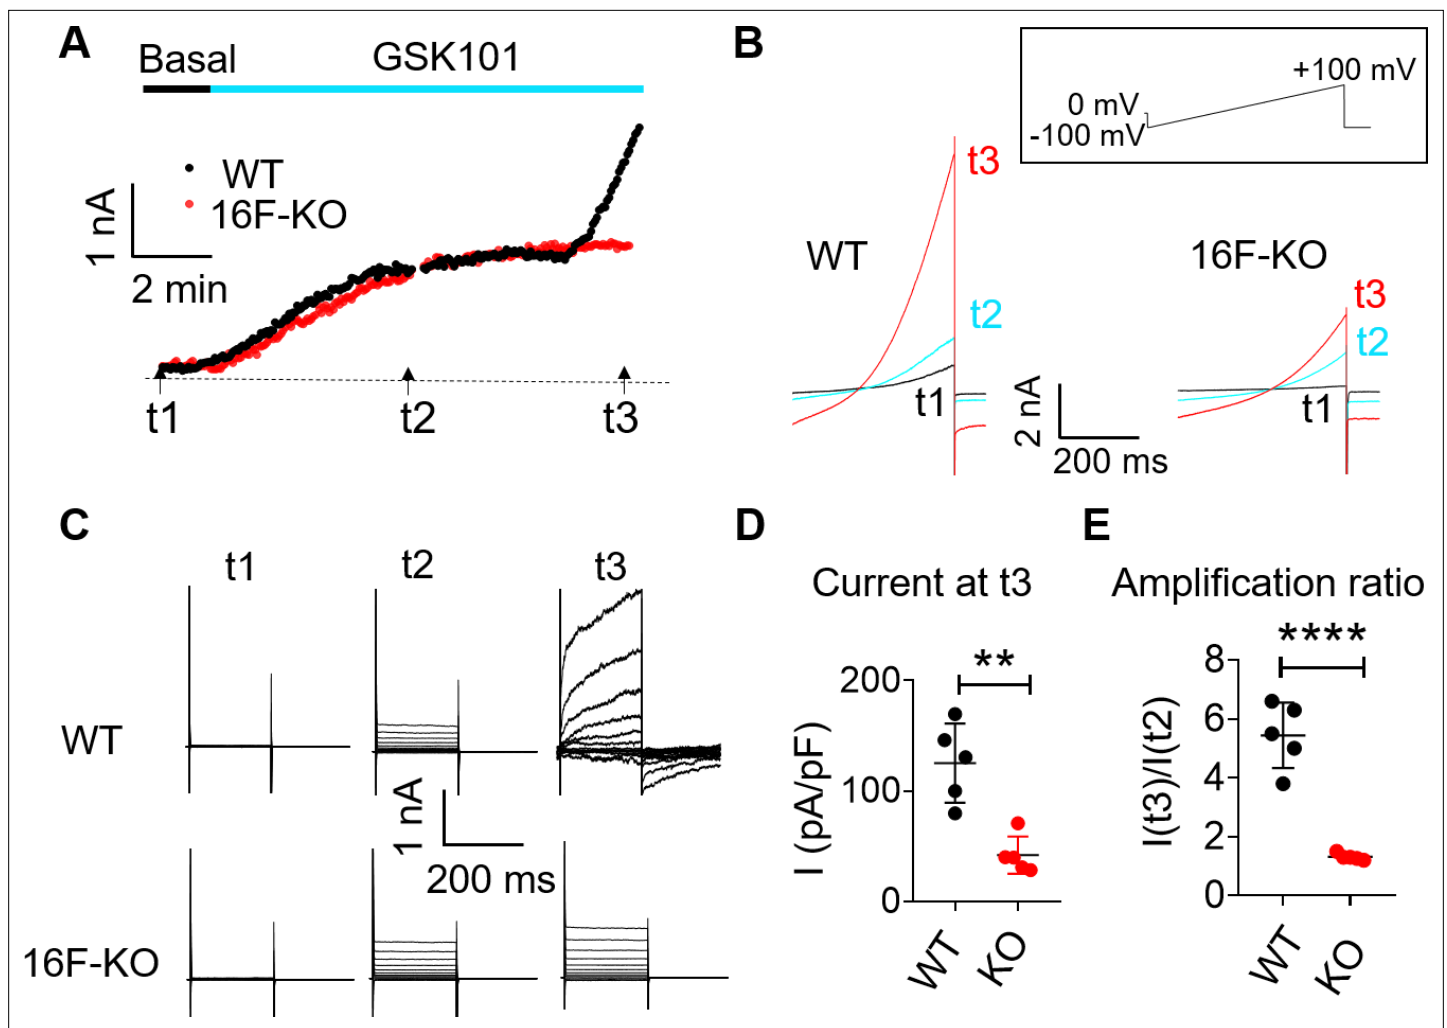 A
Basal
GSK101
WT
16F-KO
1 nA
2 min
t1
t2
t3
B
+100 mV
0 mV
-100 mV
WT
t3
t2
t1
16F-KO
t3
t2
t1
2 nA
200 ms
C
t1
t2
t3
WT
1 nA
200 ms
16F-KO
D
Current at t3
**
I (pA/pF)
200
100
0
WT
KO
E
Amplification ratio
****
I(t3)/I(t2)
8
6
4
2
0
WT
KO